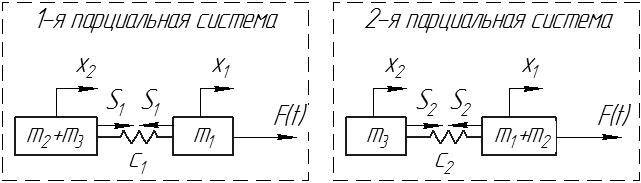 1-я парциальная система
x₂ x₁
S₁ S₁
F(t)
m₂+m₃ m₁
c₁
2-я парциальная система
x₂ x₁
S₂ S₂
F(t)
m₃ m₁+m₂
c₂